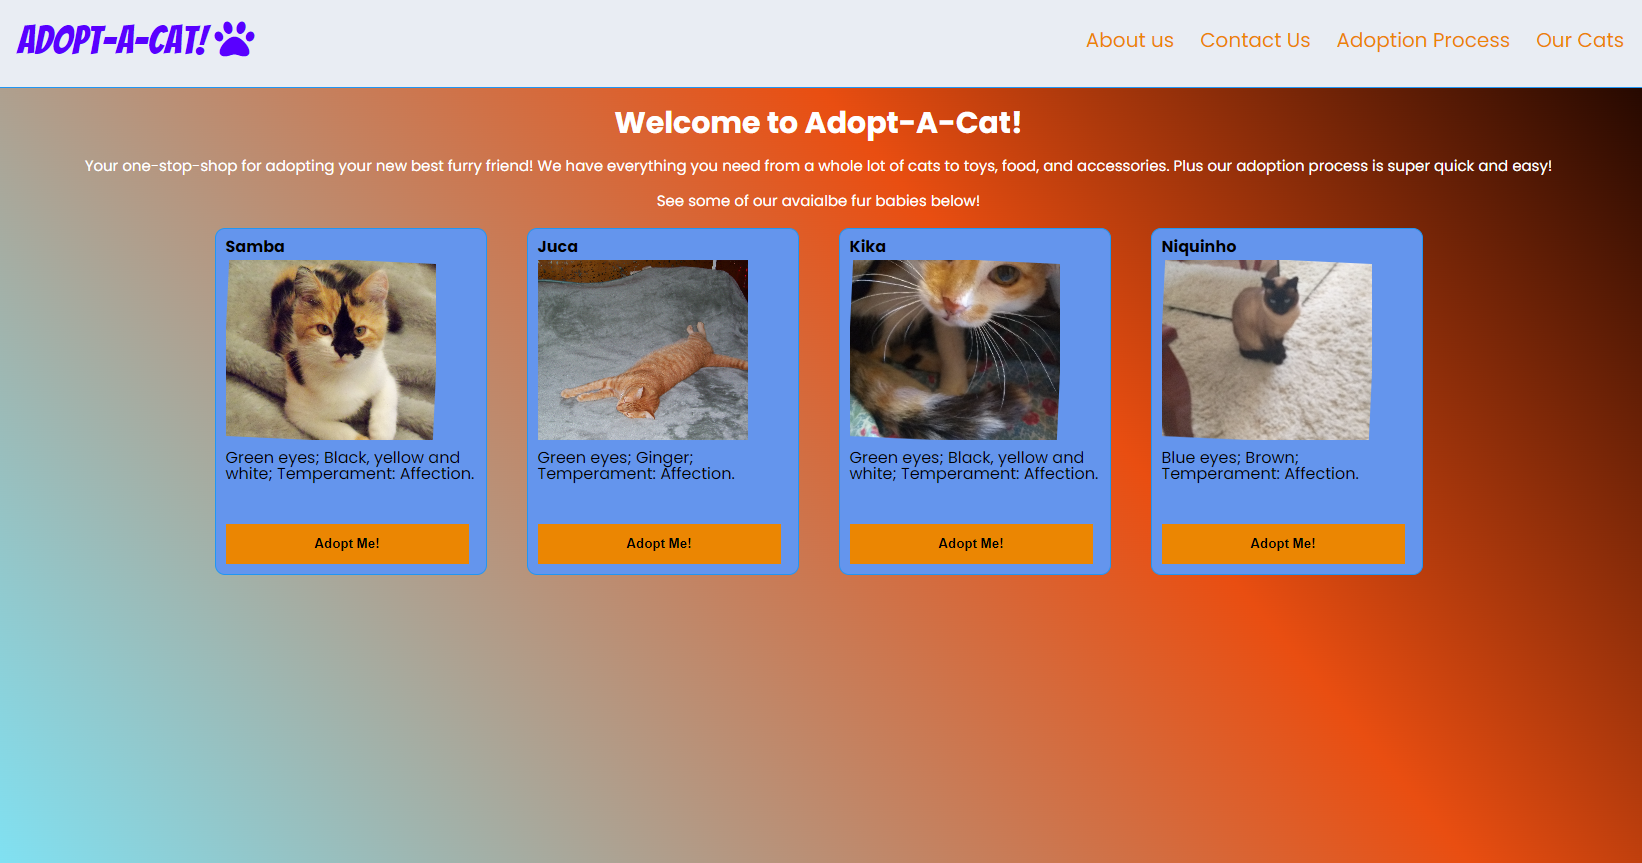 ADOPT-A-CAT!
About us Contact Us Adoption Process Our Cats
Welcome to Adopt-A-Cat!
Your one-stop-shop for adopting your new best furry friend! We have everything you need from a whole lot of cats to toys, food, and accessories. Plus our adoption process is super quick and easy!
See some of our avaialbe fur babies below!
Samba
Green eyes; Black, yellow and
white; Temperament: Affection.
Adopt Me!
Juca
Green eyes; Ginger;
Temperament: Affection.
Adopt Me!
Kika
Green eyes; Black, yellow and
white; Temperament: Affection.
Adopt Me!
Niquinho
Blue eyes; Brown;
Temperament: Affection.
Adopt Me!